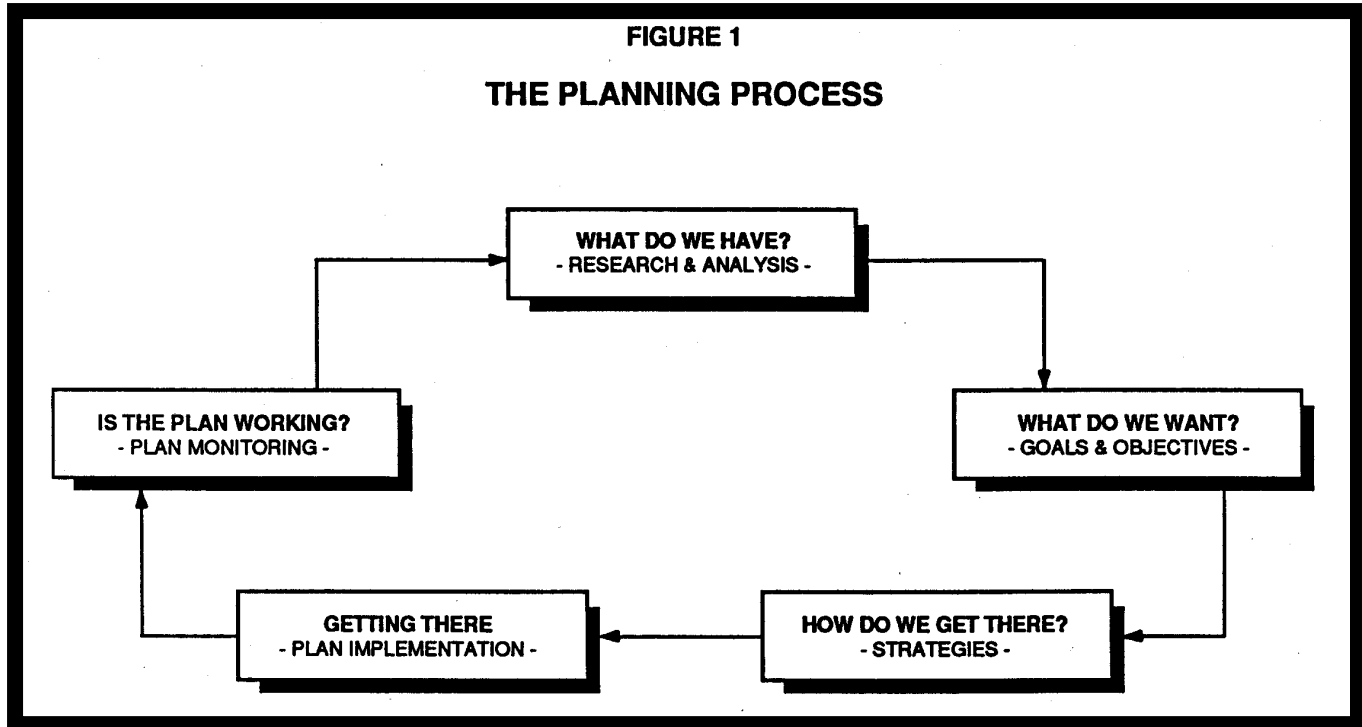 FIGURE 1
THE PLANNING PROCESS
WHAT DO WE HAVE?
- RESEARCH & ANALYSIS -
WHAT DO WE WANT?
- GOALS & OBJECTIVES -
HOW DO WE GET THERE?
- STRATEGIES -
GETTING THERE
- PLAN IMPLEMENTATION -
IS THE PLAN WORKING?
- PLAN MONITORING -